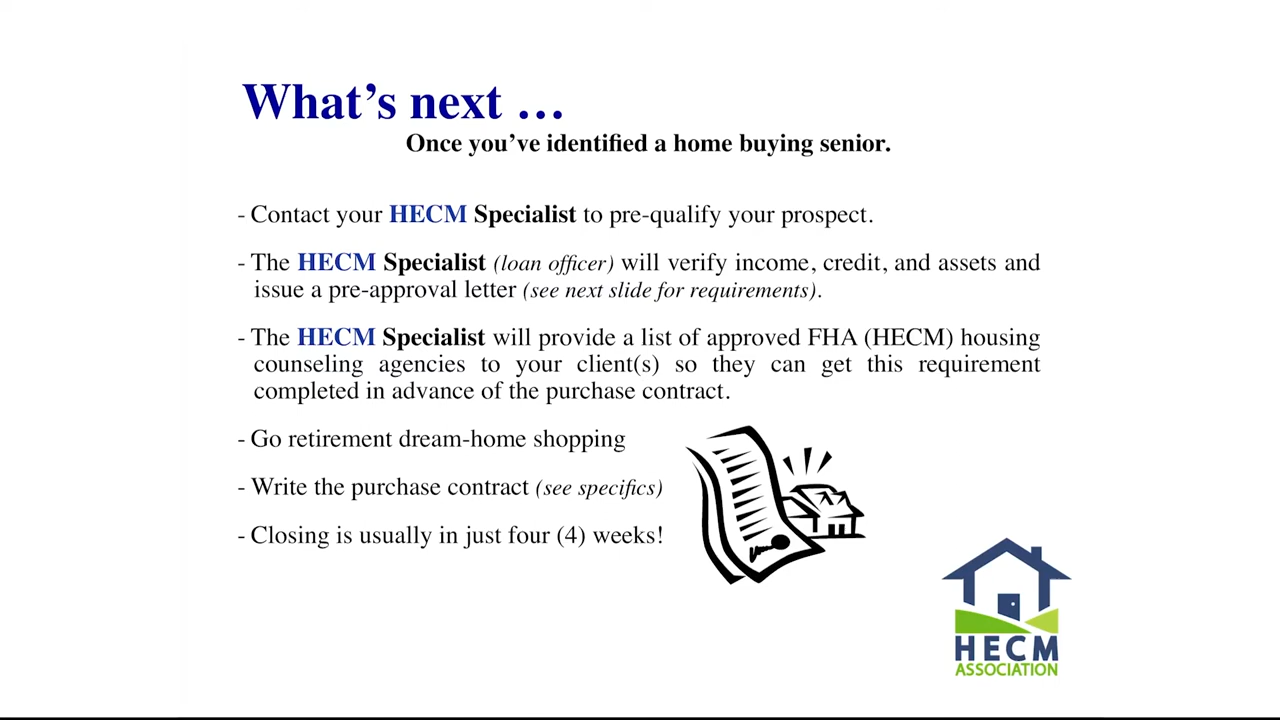 What’s next …
Once you’ve identified a home buying senior.
- Contact your HECM Specialist to pre-qualify your prospect.
- The HECM Specialist (loan officer) will verify income, credit, and assets and
issue a pre-approval letter (see next slide for requirements).
- The HECM Specialist will provide a list of approved FHA (HECM) housing
counseling agencies to your client(s) so they can get this requirement
completed in advance of the purchase contract.
- Go retirement dream-home shopping
- Write the purchase contract (see specifics)
- Closing is usually in just four (4) weeks!
HECM
ASSOCIATION